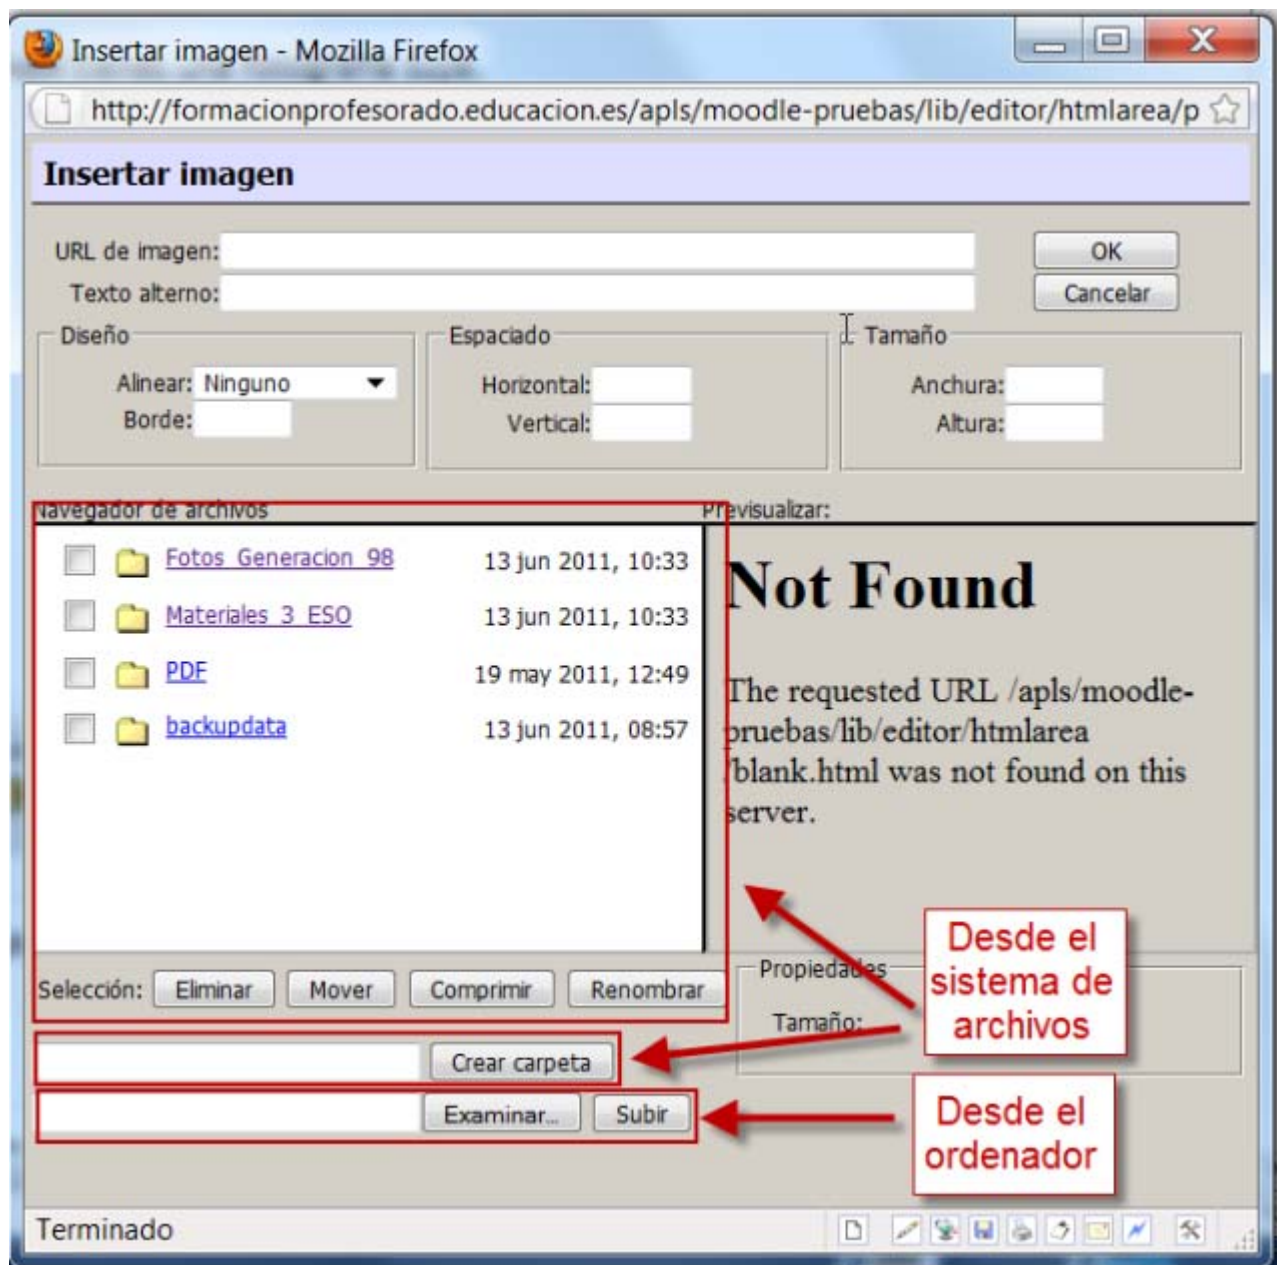 Insertar imagen - Mozilla Firefox
http://formacionprofesorado.educacion.es/apls/moodle-pruebas/lib/editor/htmlarea/p
Insertar imagen
URL de imagen:
OK
Texto alterno:
Cancelar
Diseño
Espaciado
Tamaño
Alinear: Ninguno
Horizontal:
Anchura:
Borde:
Vertical:
Altura:
Navegador de archivos
Previsualizar:
Fotos_Generacion_98 13 jun 2011, 10:33
Materiales_3_ESO 13 jun 2011, 10:33
PDF 19 may 2011, 12:49
backupdata 13 jun 2011, 08:57
Not Found
The requested URL /apls/moodle-
pruebas/lib/editor/htmlarea
/blank.html was not found on this
server.
Selección: Eliminar Mover Comprimir Renombrar
Propiedades
Tamaño:
Desde el
sistema de
archivos
Crear carpeta
Examinar... Subir
Desde el
ordenador
Terminado